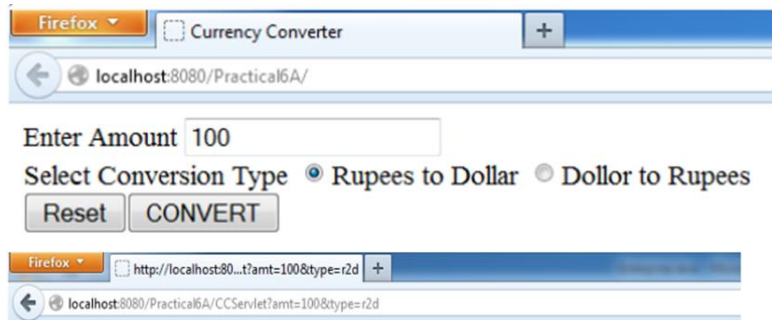 Firefox
Currency Converter
+
localhost:8080/Practical6A/
Enter Amount 100
Select Conversion Type Rupees to Dollar Dollor to Rupees
Reset CONVERT
Firefox
http://localhost:80...t?amt=100&type=r2d
+
localhost:8080/Practical6A/CCServlet?amt=100&type=r2d